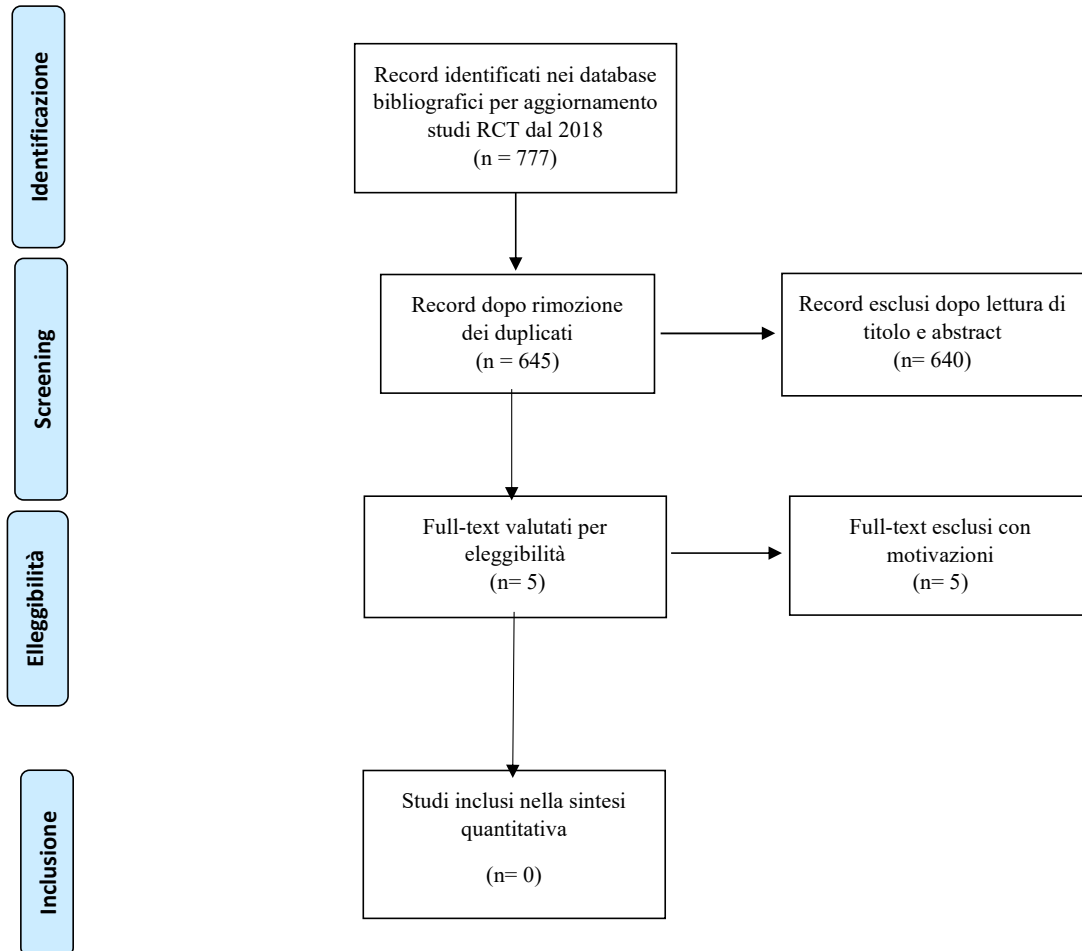 Identificazione
Record identificati nei database
bibliografici per aggiornamento
studi RCT dal 2018
(n = 777)
Screening
Record dopo rimozione
dei duplicati
(n = 645)
Record esclusi dopo lettura di
titolo e abstract
(n= 640)
Elleggibilità
Full-text valutati per
eleggibilità
(n= 5)
Full-text esclusi con
motivazioni
(n= 5)
Inclusione
Studi inclusi nella sintesi
quantitativa
(n= 0)